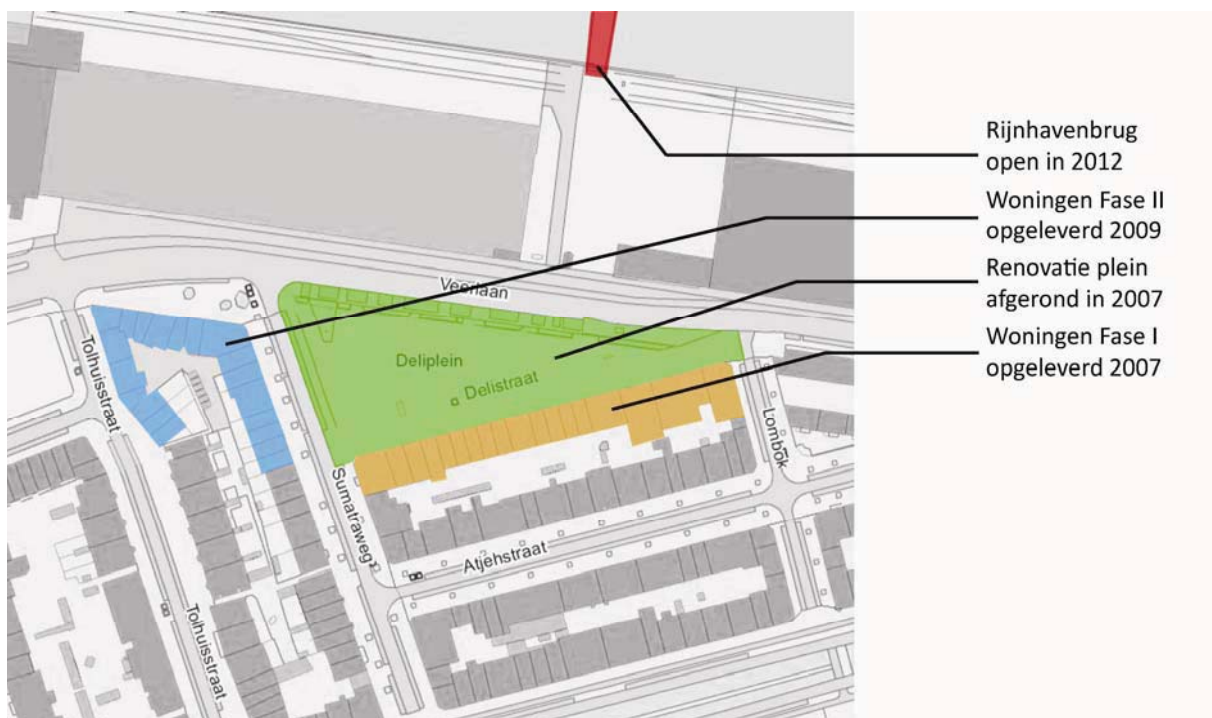 Rijnhavenbrug
open in 2012
Woningen Fase II
opgeleverd 2009
Renovatie plein
afgerond in 2007
Woningen Fase I
opgeleverd 2007
Veerlaan
Deliplein
Delistraat
Tolhuisstraat
Sumatraweg
Lombok
Atjehstraat
Tolhuisstraat